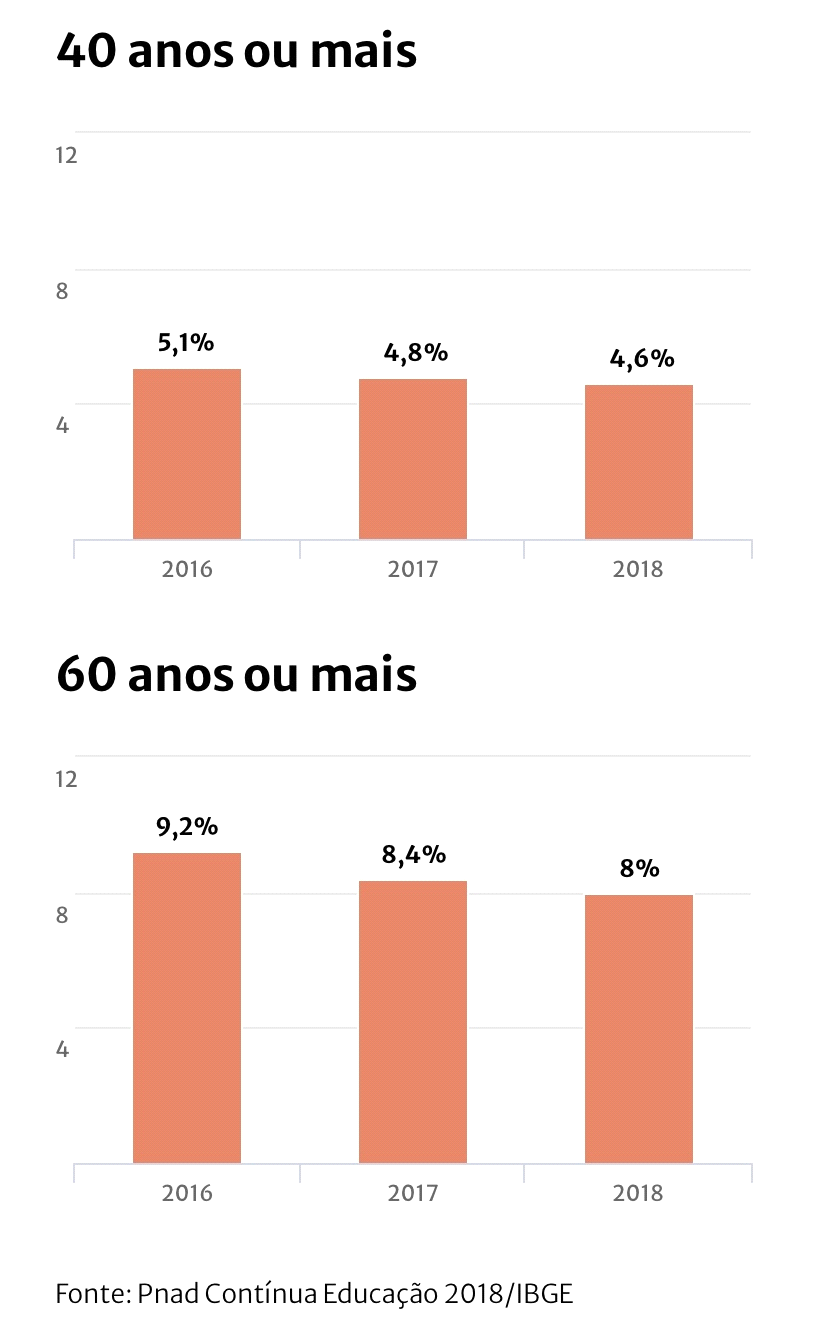 40 anos ou mais
12
8
4
5,1%
4,8%
4,6%
2016 2017 2018
60 anos ou mais
12
8
4
9,2%
8,4%
8%
2016 2017 2018
Fonte: Pnad Contínua Educação 2018/IBGE